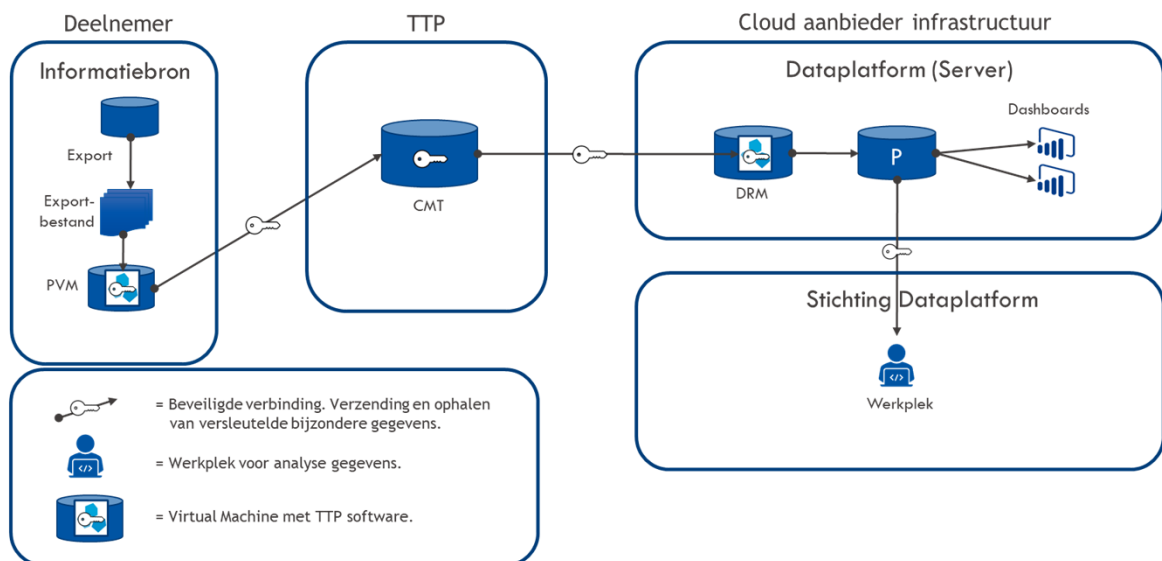 Deelnemer
TTP
Cloud aanbieder infrastructuur
Informatiebron
Export
Export-
bestand
PVM
CMT
Dataplatform (Server)
Dashboards
DRM
P
Stichting Dataplatform
Werkplek
= Beveiligde verbinding. Verzending en ophalen
van versleutelde bijzondere gegevens.
= Werkplek voor analyse gegevens.
= Virtual Machine met TTP software.